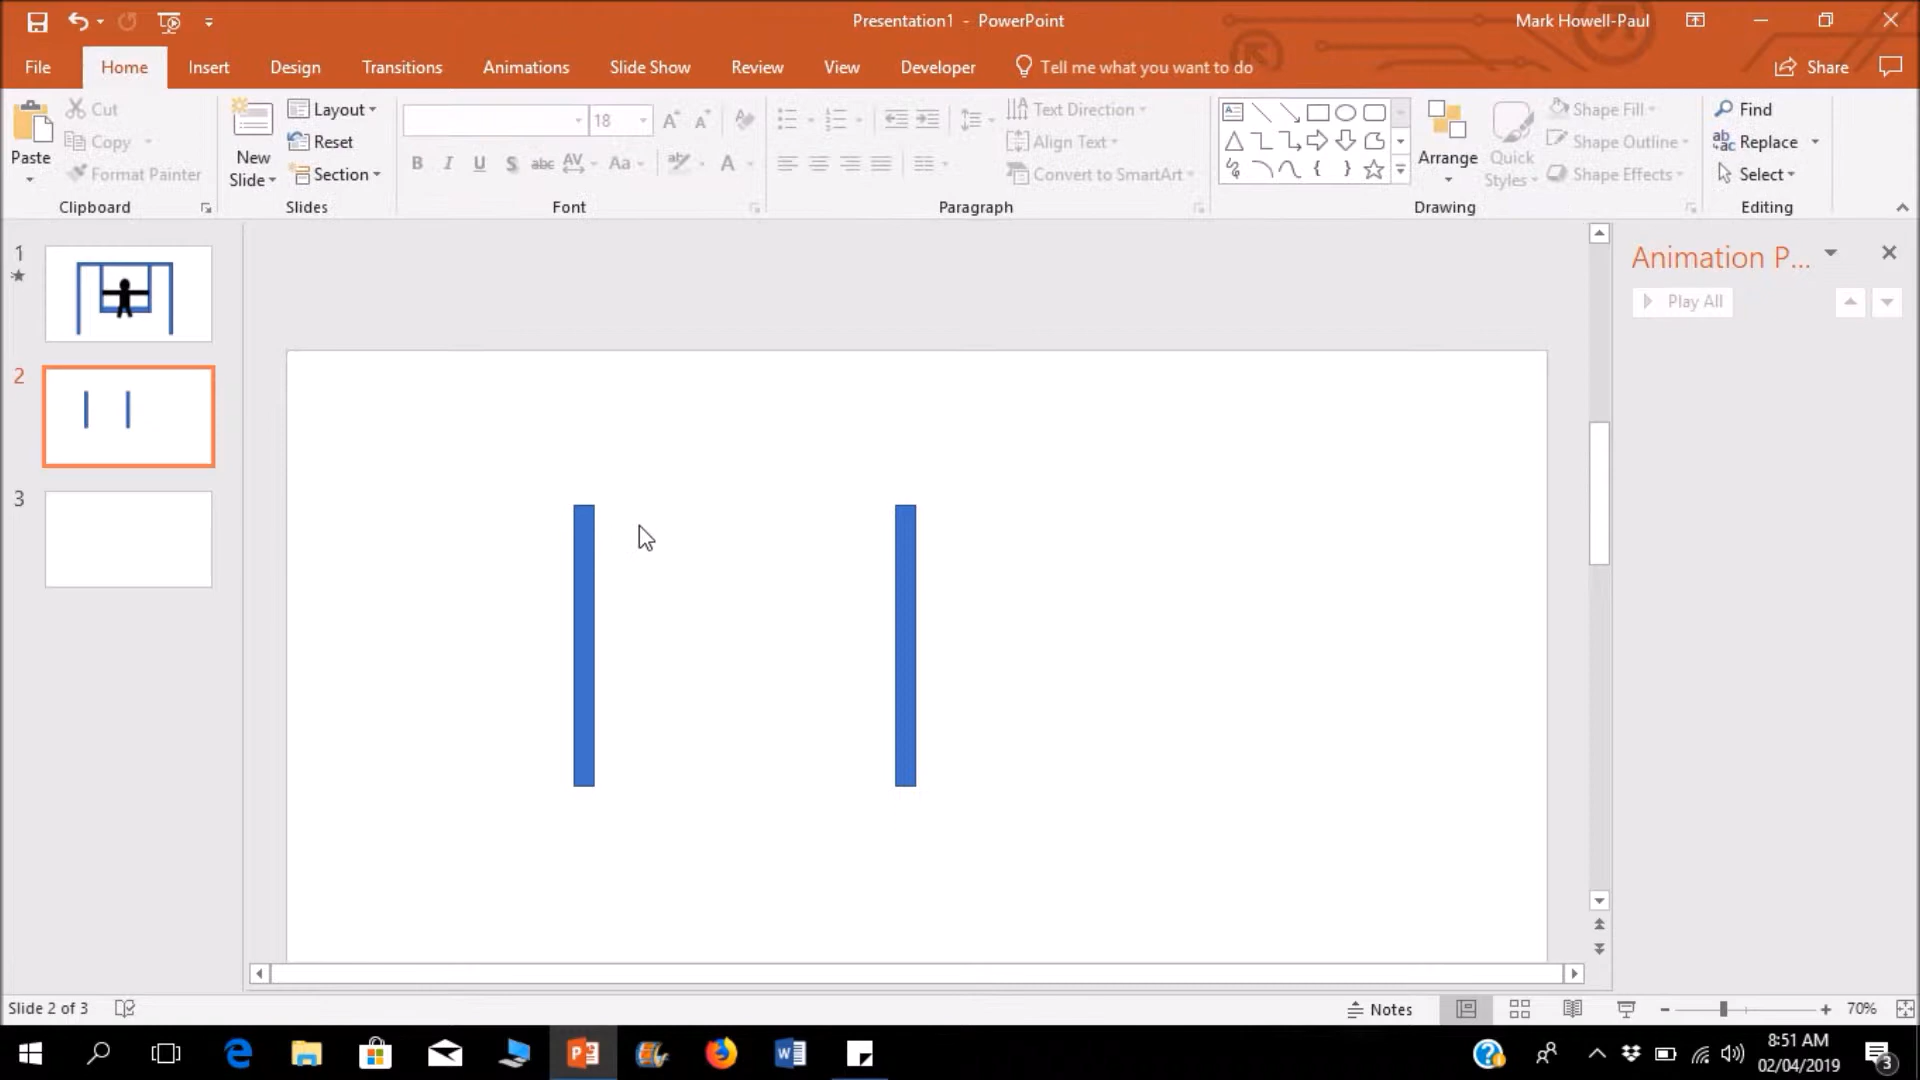 Presentation1 - PowerPoint
Mark Howell-Paul
File Home Insert Design Transitions Animations Slide Show Review View Developer Tell me what you want to do Share
Paste
Cut
Copy
Format Painter
Clipboard
New Slide
Layout
Reset
Section
Slides
18
B I U S abc AV Aa A
Font
Text Direction
Align Text
Convert to SmartArt
Paragraph
Arrange
Quick Styles
Shape Fill
Shape Outline
Shape Effects
Drawing
Find
Replace
Select
Editing
1
2
3
Animation P...
Play All
Slide 2 of 3
Notes
70%
8:51 AM
02/04/2019
3